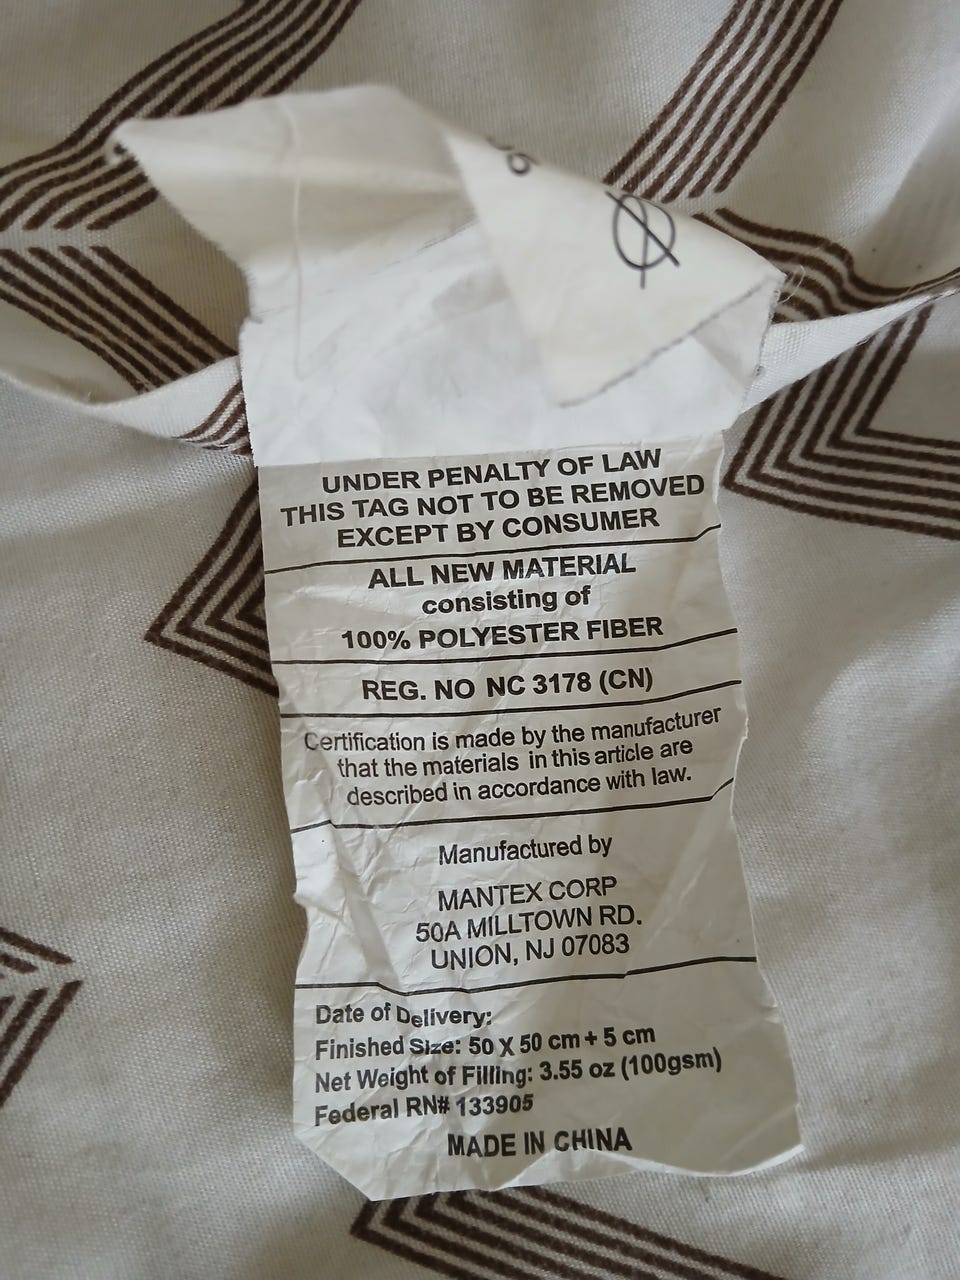 UNDER PENALTY OF LAW
THIS TAG NOT TO BE REMOVED
EXCEPT BY CONSUMER
ALL NEW MATERIAL
consisting of
100% POLYESTER FIBER
REG. NO NC 3178 (CN)
Certification is made by the manufacturer
that the materials in this article are
described in accordance with law.
Manufactured by
MANTEX CORP
50A MILLTOWN RD.
UNION, NJ 07083
Date of Delivery:
Finished Size: 50 X 50 cm + 5 cm
Net Weight of Filling: 3.55 oz (100gsm)
Federal RN# 133905
MADE IN CHINA